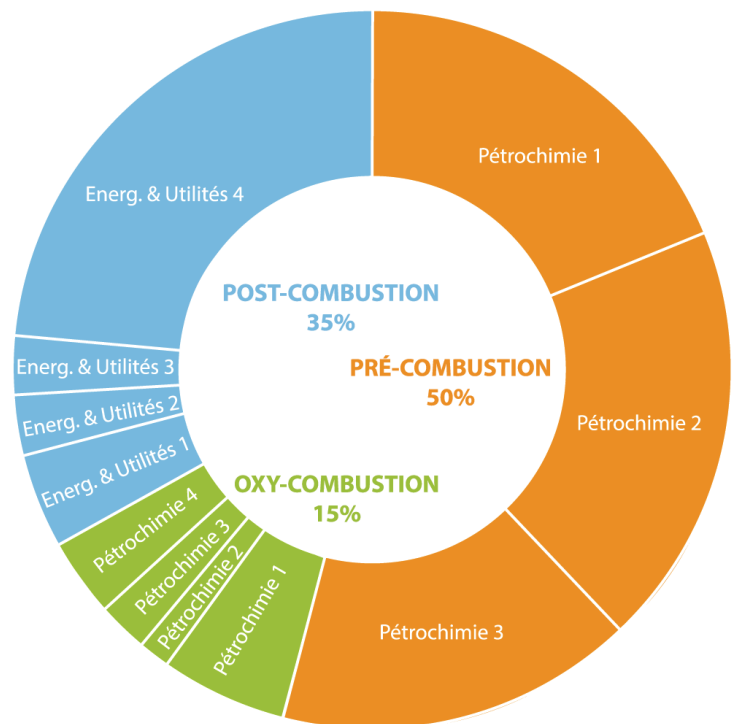 Pétrochimie 1
Energ. & Utilités 4
POST-COMBUSTION
35%
PRÉ-COMBUSTION
50%
Energ. & Utilités 3
Energ. & Utilités 2
Pétrochimie 2
Energ. & Utilités 1
OXY-COMBUSTION
15%
Pétrochimie 4
Pétrochimie 3
Pétrochimie 2
Pétrochimie 1
Pétrochimie 3